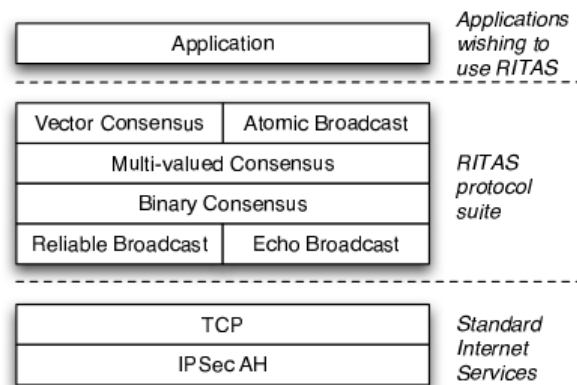 Application
Applications
wishing to
use RITAS
Vector Consensus
Atomic Broadcast
Multi-valued Consensus
Binary Consensus
Reliable Broadcast
Echo Broadcast
RITAS
protocol
suite
TCP
IPSec AH
Standard
Internet
Services